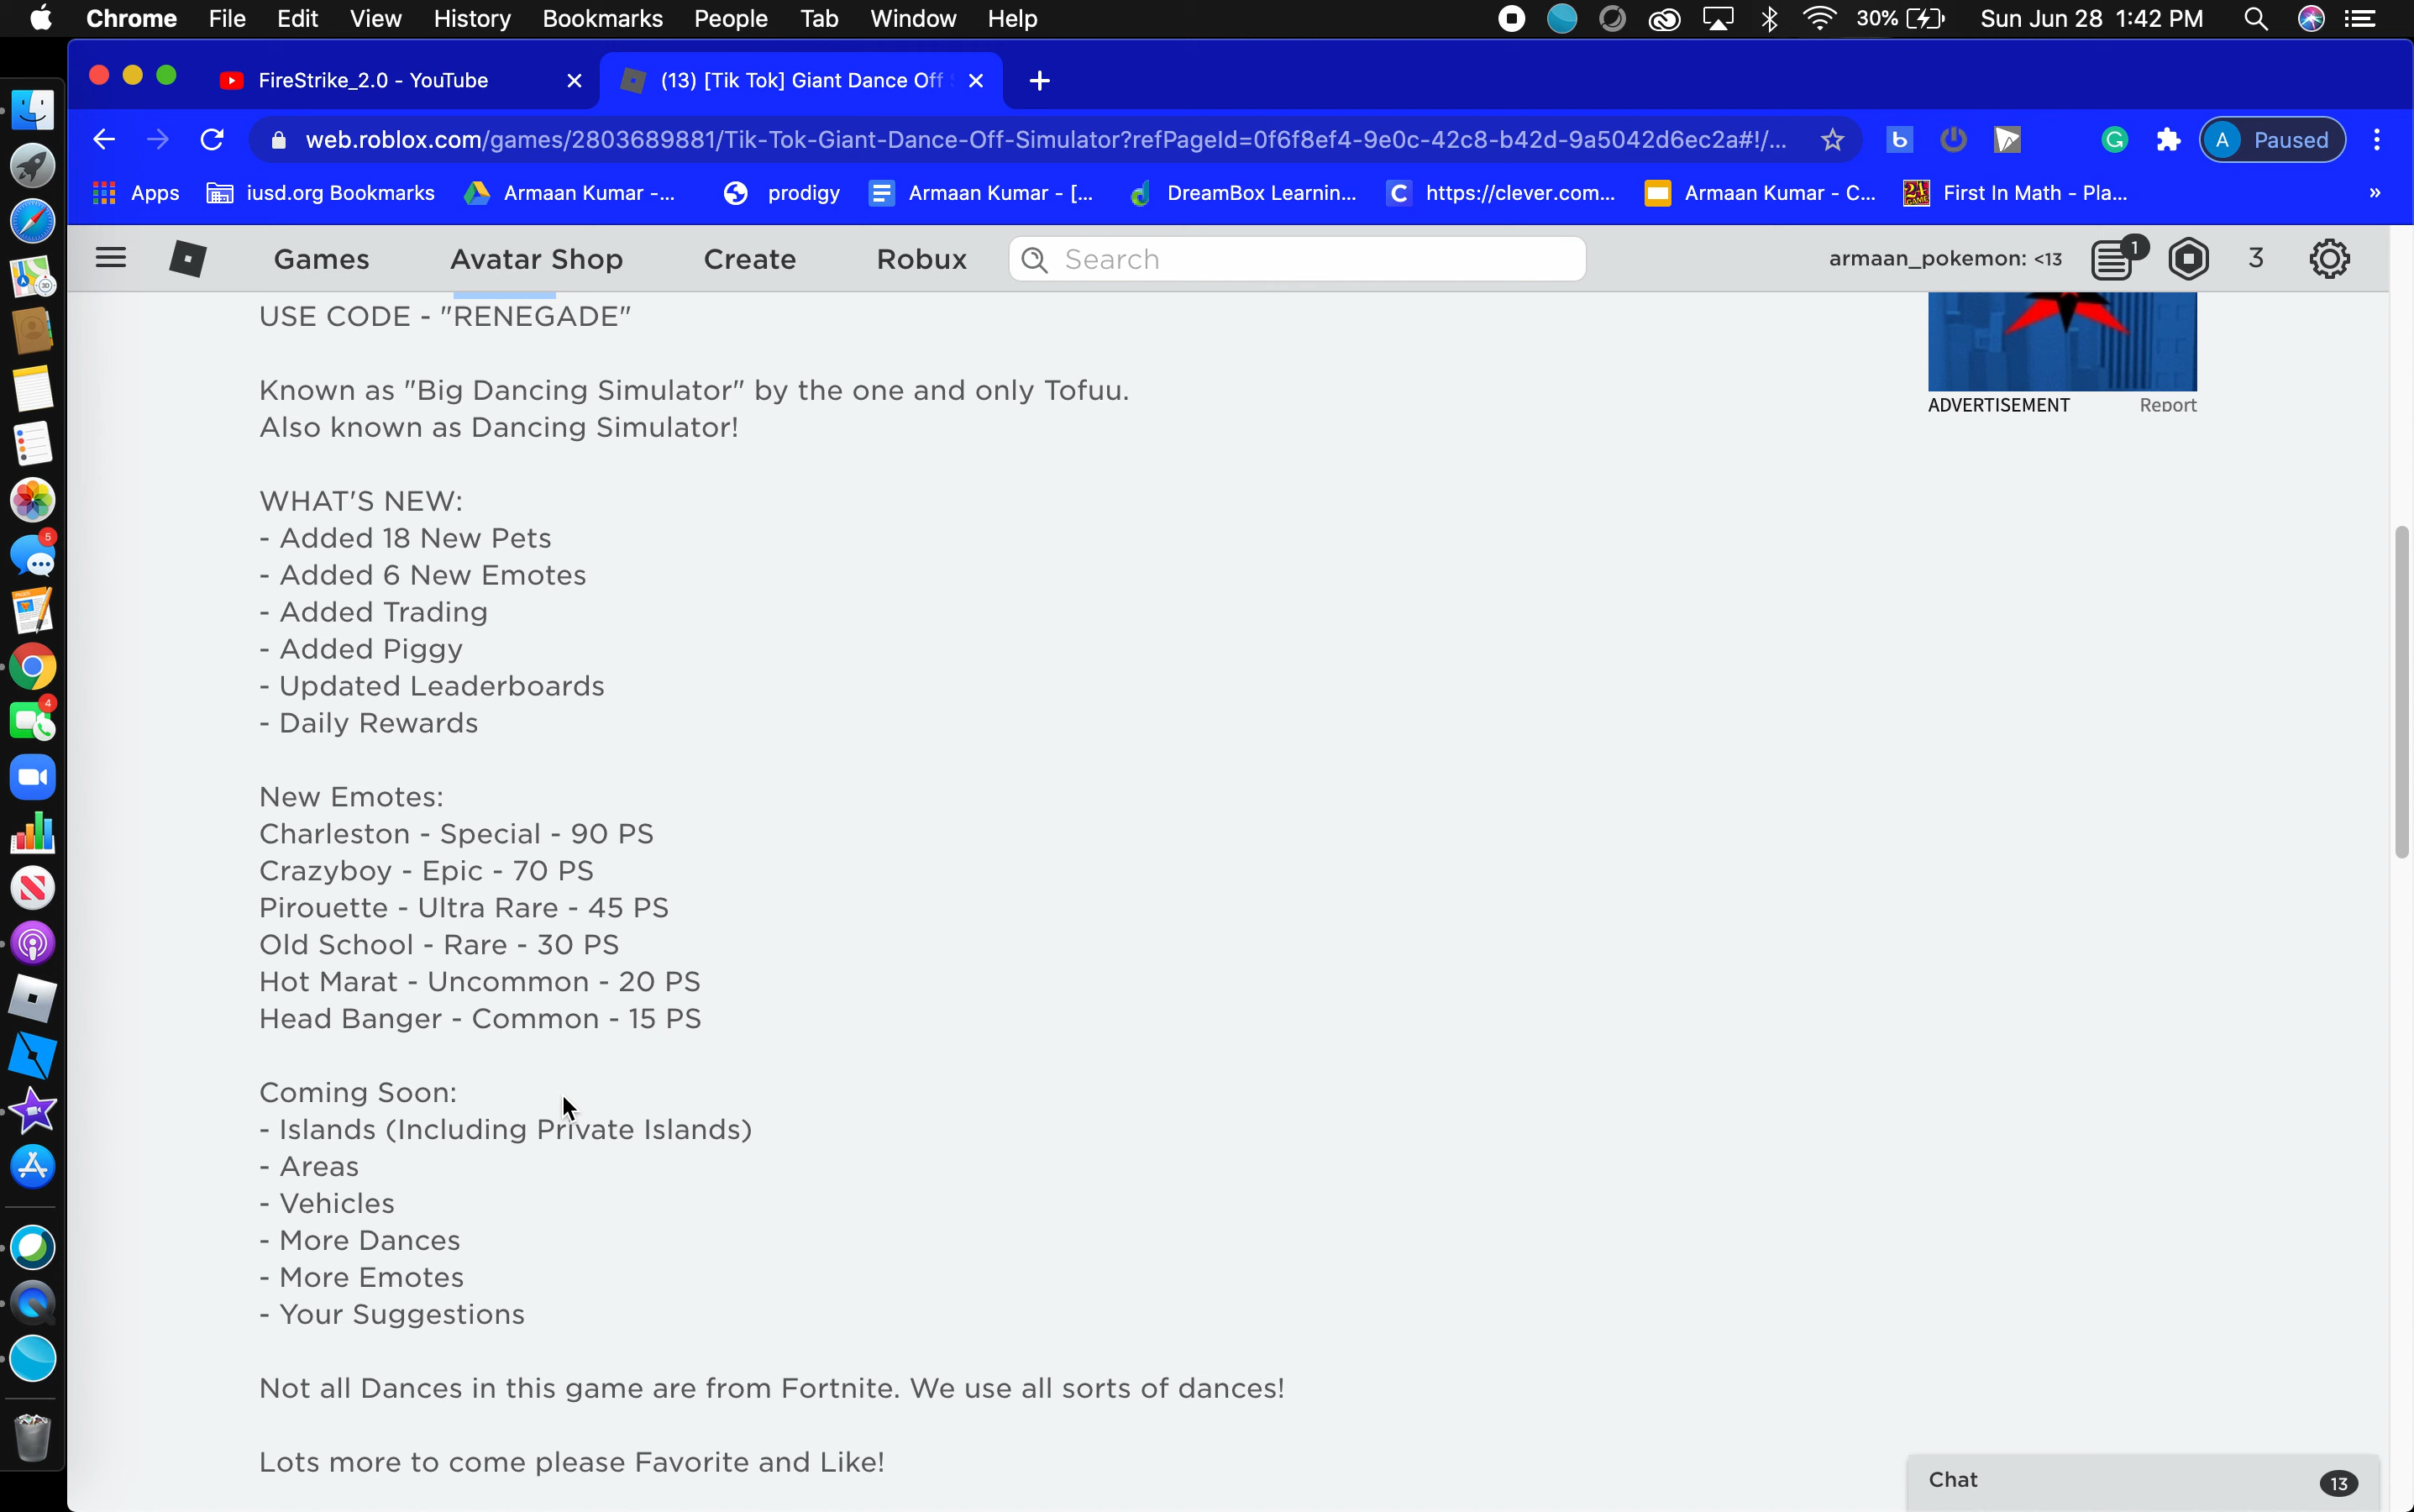 Chrome File Edit View History Bookmarks People Tab Window Help 30% Sun Jun 28 1:42 PM
FireStrike_2.0 - YouTube (13) [Tik Tok] Giant Dance Off
web.roblox.com/games/2803689881/Tik-Tok-Giant-Dance-Off-Simulator?refPageId=0f6f8ef4-9e0c-42c8-b42d-9a5042d6ec2a#!/... b G A Paused
Apps iusd.org Bookmarks Armaan Kumar -... prodigy Armaan Kumar - [... DreamBox Learnin... C https://clever.com... Armaan Kumar - C... First In Math - Pla... »
Games Avatar Shop Create Robux Search armaan_pokemon: <13 1 3
USE CODE - "RENEGADE"
Known as "Big Dancing Simulator" by the one and only Tofuu.
ADVERTISEMENT Report
Also known as Dancing Simulator!
WHAT'S NEW:
- Added 18 New Pets
- Added 6 New Emotes
- Added Trading
- Added Piggy
- Updated Leaderboards
- Daily Rewards
New Emotes:
Charleston - Special - 90 PS
Crazyboy - Epic - 70 PS
Pirouette - Ultra Rare - 45 PS
Old School - Rare - 30 PS
Hot Marat - Uncommon - 20 PS
Head Banger - Common - 15 PS
Coming Soon:
- Islands (Including Private Islands)
- Areas
- Vehicles
- More Dances
- More Emotes
- Your Suggestions
Not all Dances in this game are from Fortnite. We use all sorts of dances!
Lots more to come please Favorite and Like!
Chat 13
5
4